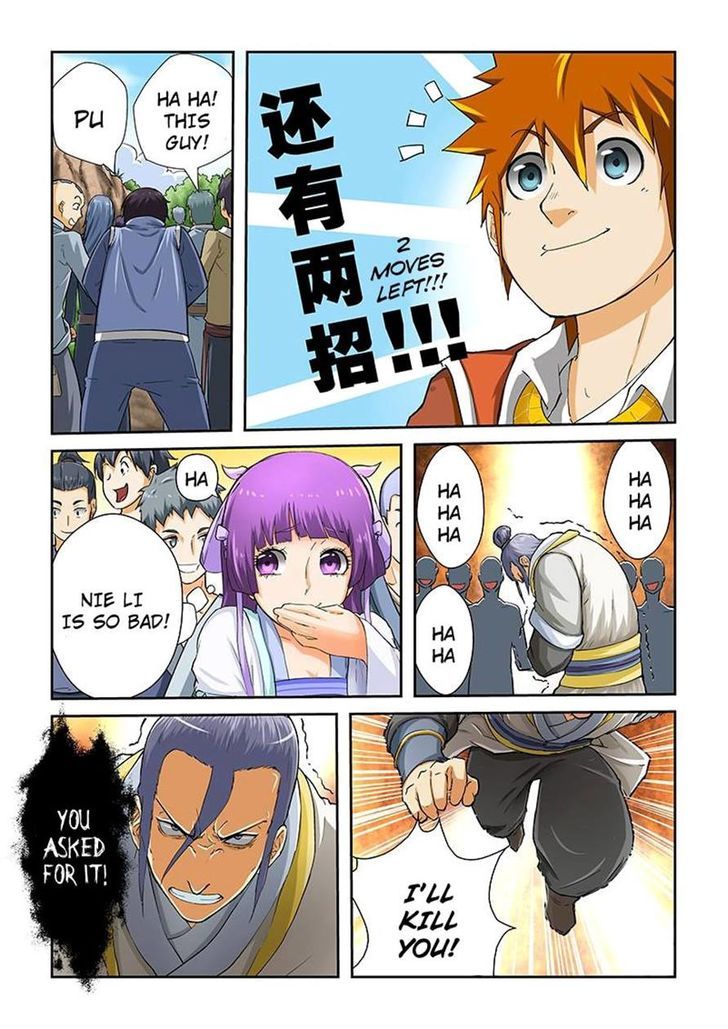 PU
HA HA!
THIS
GUY!
还
有
两
招
!!!
2
MOVES
LEFT!!!
HA
NIE LI
IS SO BAD!
HA
HA
HA
HA
HA
HA
HA
HA
YOU
ASKED
FOR IT!
I'LL
KILL
YOU!